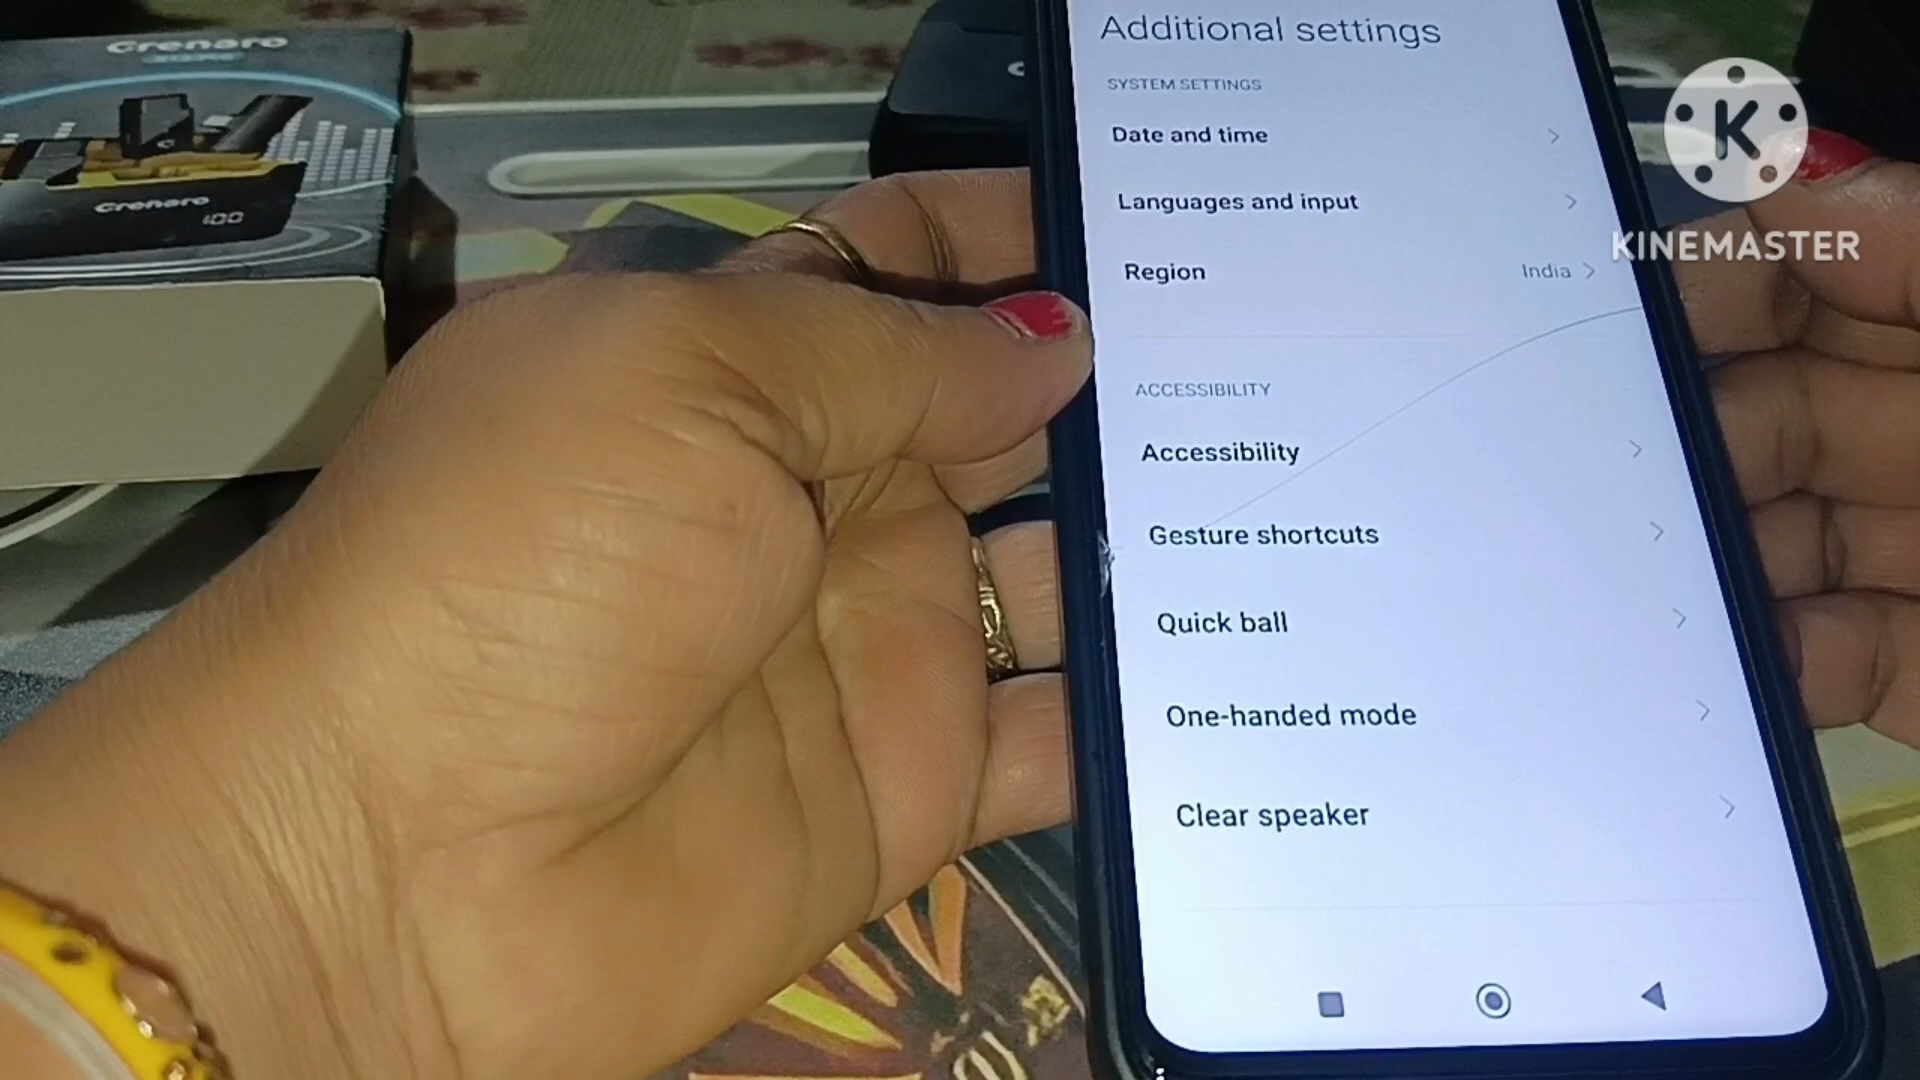 Crenaro
Crenaro
100
Additional settings
SYSTEM SETTINGS
Date and time
Languages and input
Region
India
ACCESSIBILITY
Accessibility
Gesture shortcuts
Quick ball
One-handed mode
Clear speaker
K
KINEMASTER